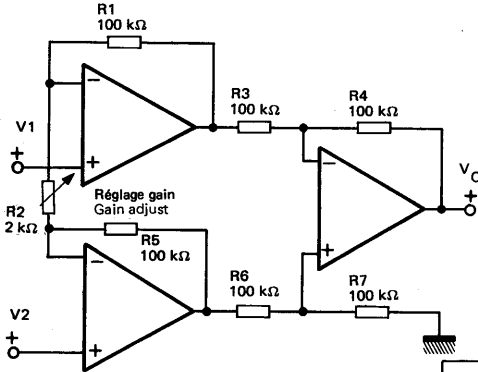 R1
100 kΩ
R3
100 kΩ
R4
100 kΩ
−
V1
+
+
−
V
+
R2
2 kΩ
Réglage gain
Gain adjust
R5
100 kΩ
+
−
R6
100 kΩ
R7
100 kΩ
V2
+
+